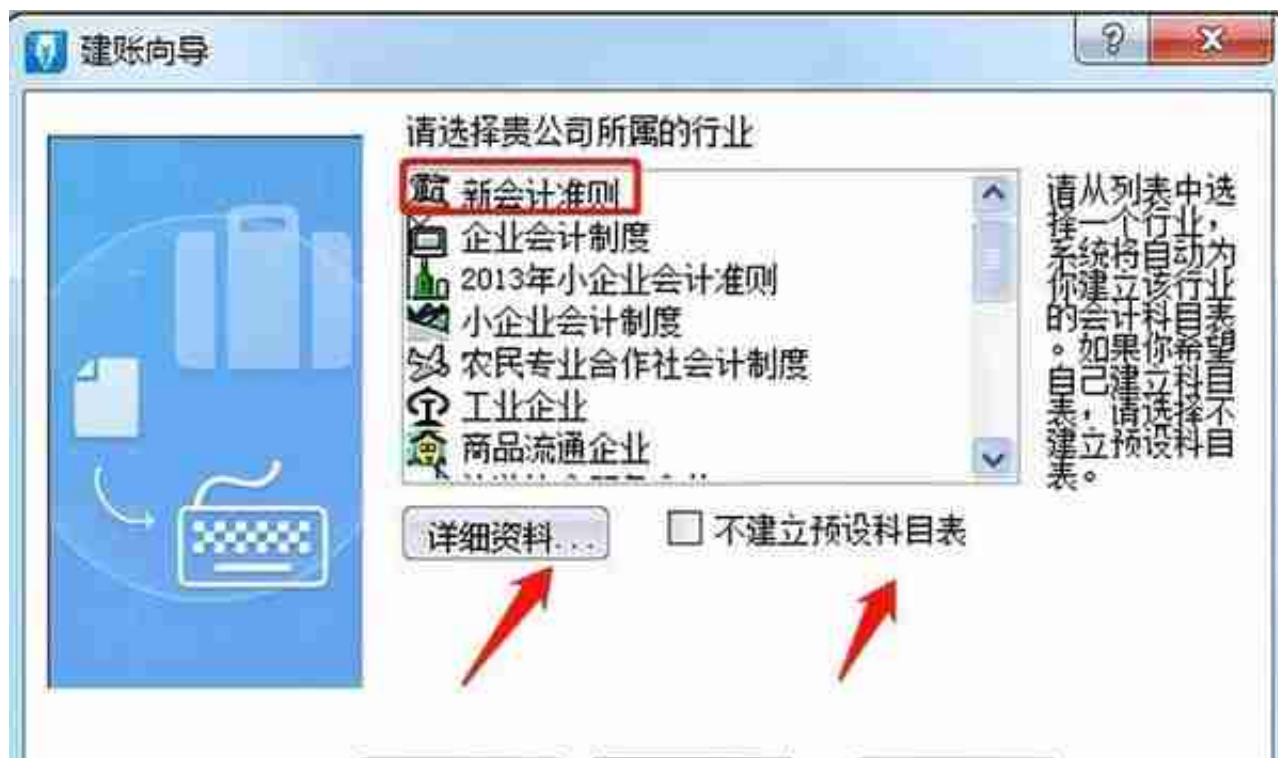 建账向导
请选择贵公司所属的行业
新会计准则
企业会计制度
2013年小企业会计准则
小企业会计制度
农民专业合作社会计制度
工业企业
商品流通企业
请从列表中选
择一个行业，
系统将自动为
你建立该行业
的会计科目表
。如果你希望
自己建立科目
表，请选择不
建立预设科目
表。
详细资料...
不建立预设科目表